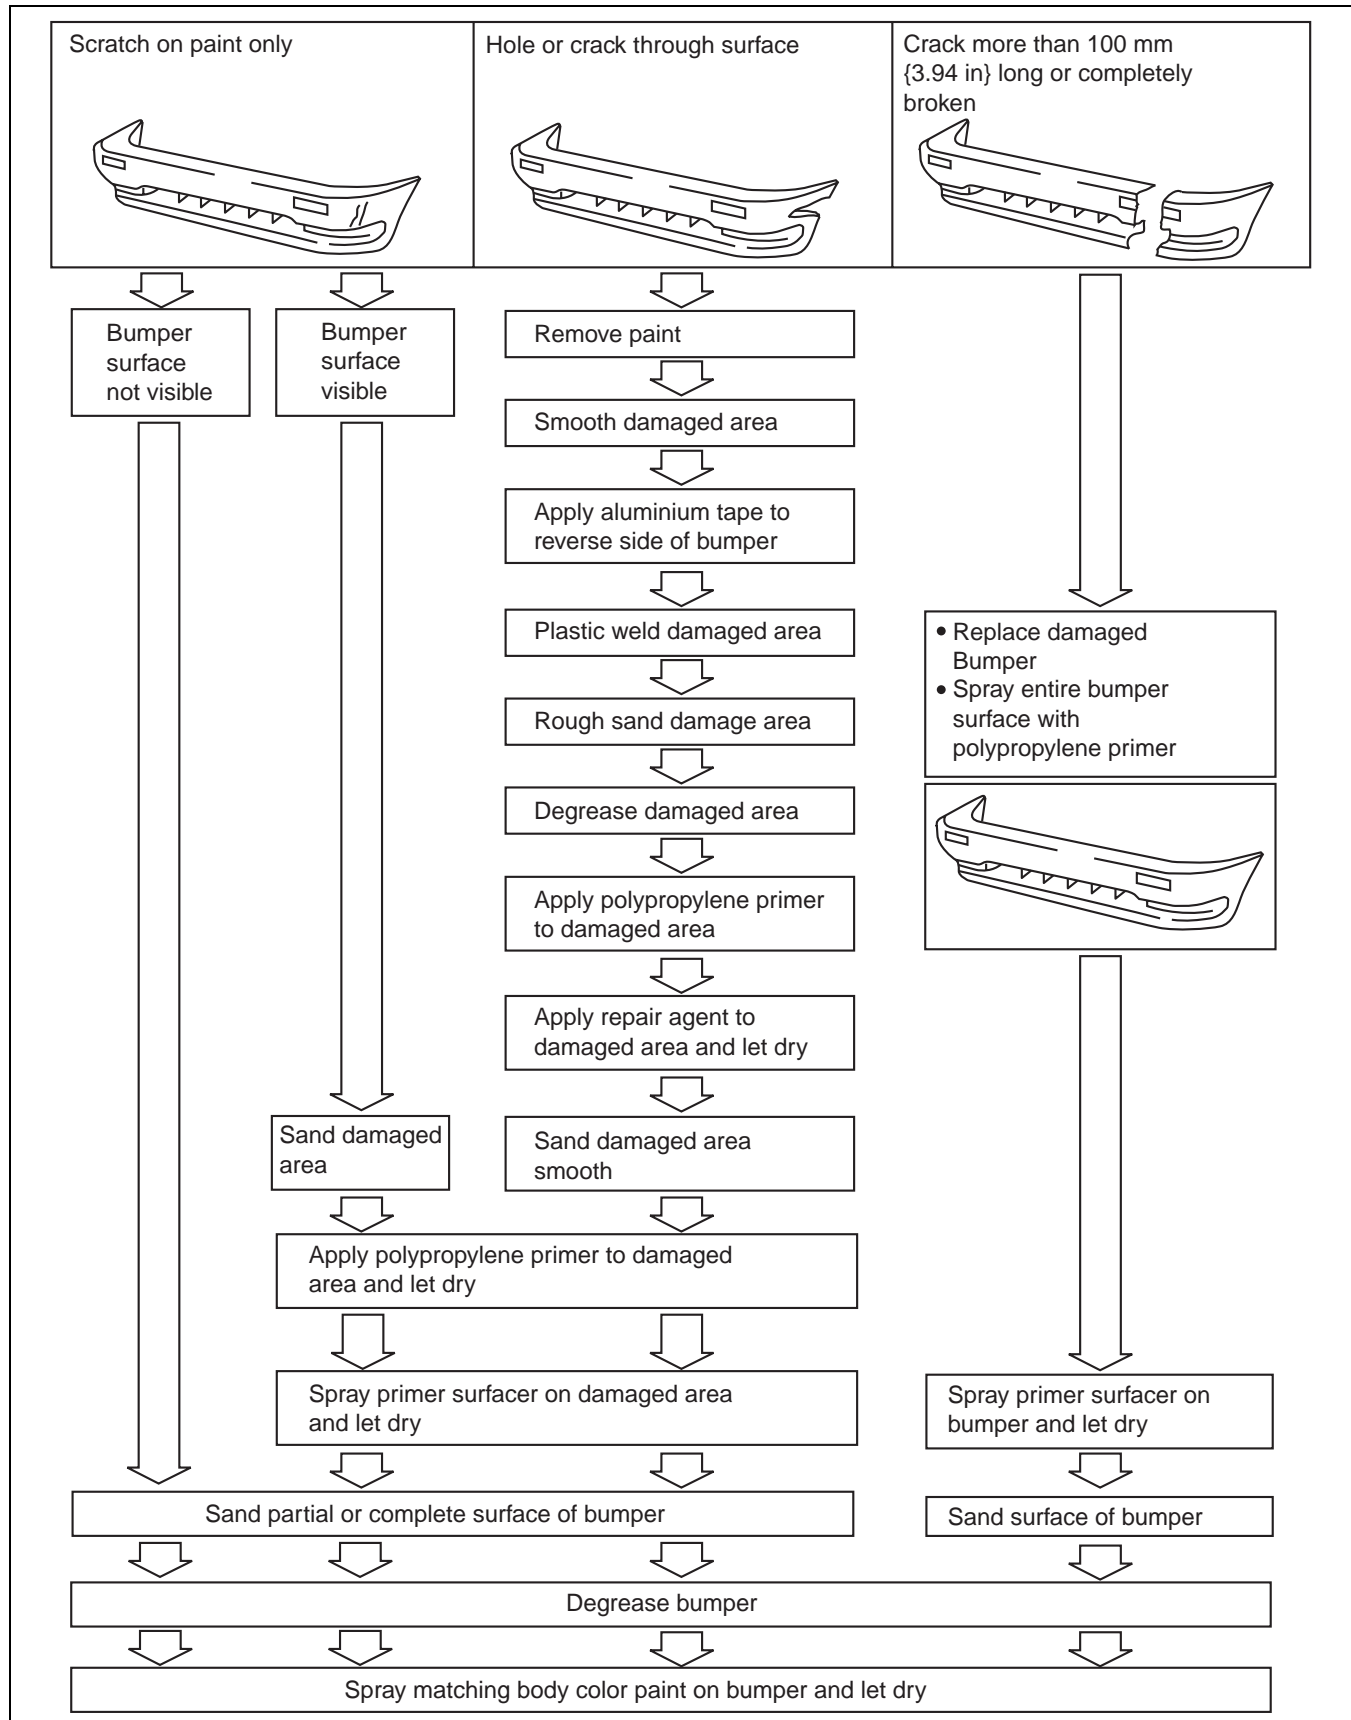 Scratch on paint only
Hole or crack through surface
Crack more than 100 mm
{3.94 in} long or completely
broken
Bumper
surface
not visible
Bumper
surface
visible
Remove paint
Smooth damaged area
Apply aluminium tape to
reverse side of bumper
Plastic weld damaged area
Rough sand damage area
Degrease damaged area
Apply polypropylene primer
to damaged area
Apply repair agent to
damaged area and let dry
Sand damaged
area
Sand damaged area
smooth
Apply polypropylene primer to damaged
area and let dry
Spray primer surfacer on damaged area
and let dry
• Replace damaged
Bumper
• Spray entire bumper
surface with
polypropylene primer
Spray primer surfacer on
bumper and let dry
Sand partial or complete surface of bumper
Sand surface of bumper
Degrease bumper
Spray matching body color paint on bumper and let dry